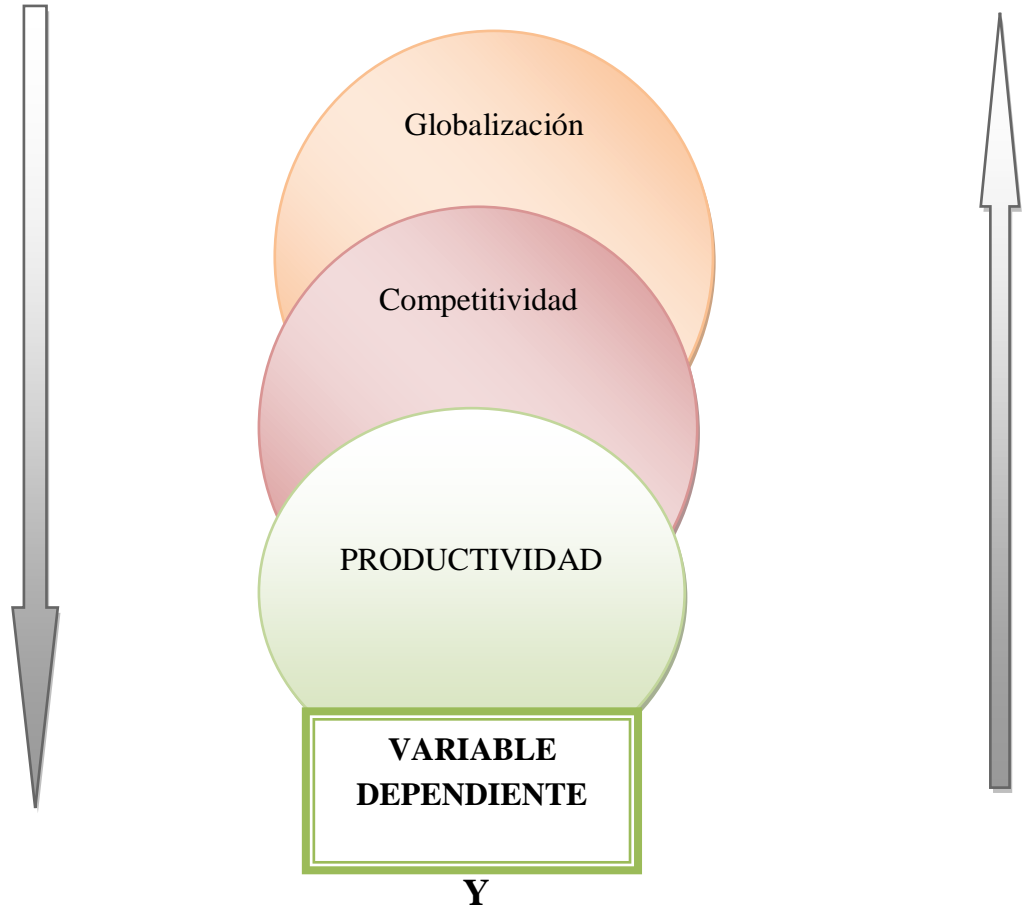 Globalización
Competitividad
PRODUCTIVIDAD
VARIABLE
DEPENDIENTE
Y